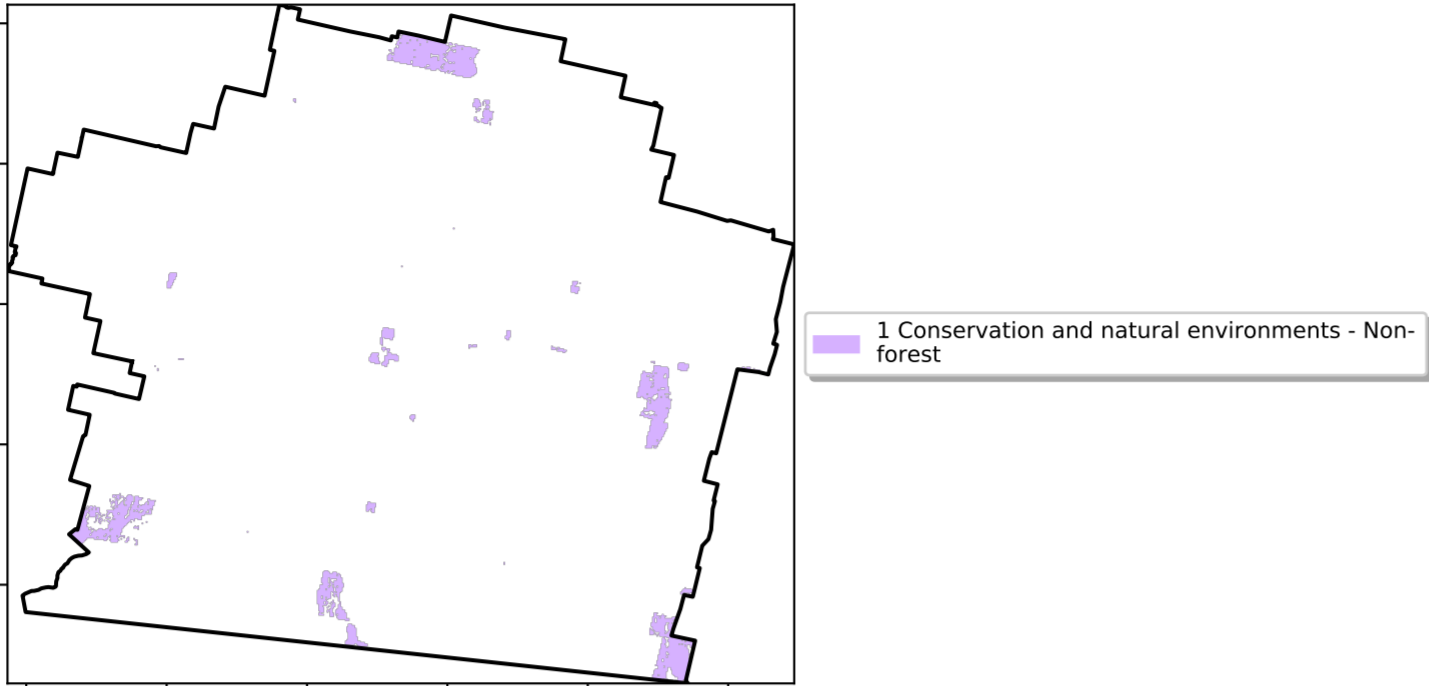 1 Conservation and natural environments - Non-
forest